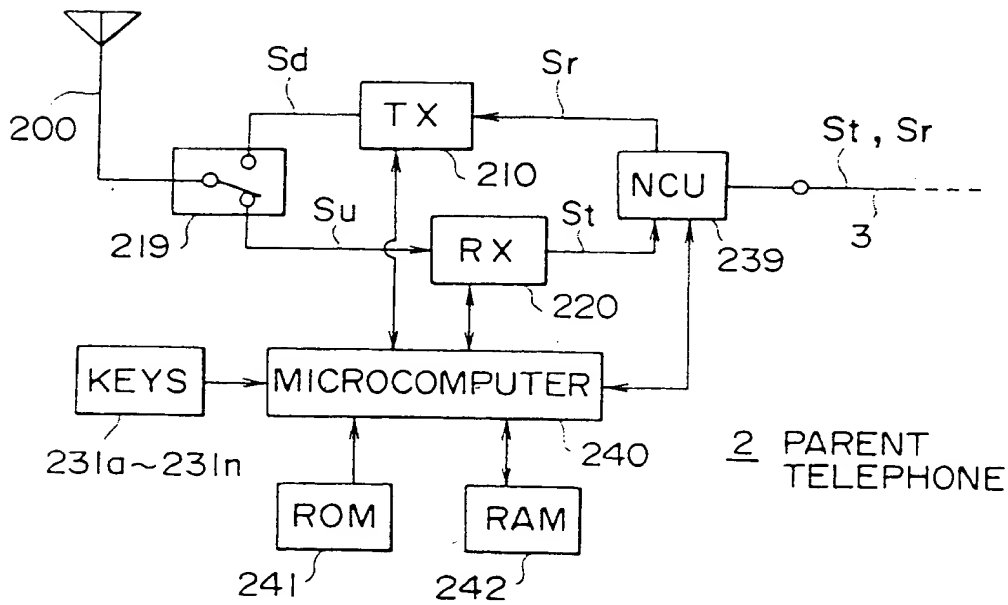 Sd
Sr
TX
200
210
St , Sr
NCU
219
Su
St
3
239
RX
220
KEYS
MICROCOMPUTER
231a~231n
240
2 PARENT
TELEPHONE
ROM
RAM
241
242